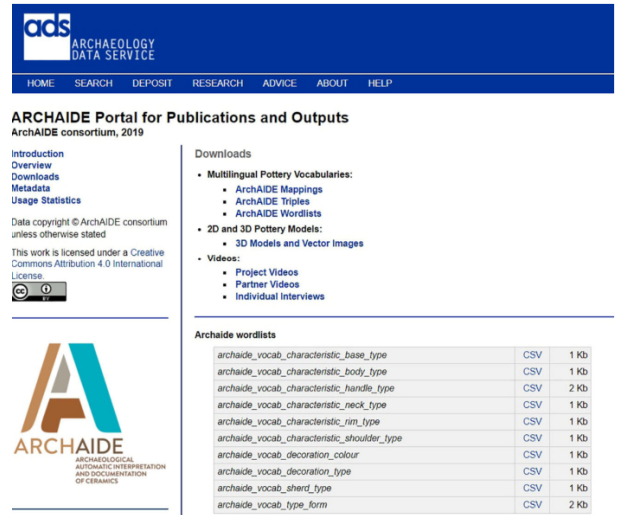 ads
ARCHAEOLOGY
DATA SERVICE
HOME SEARCH DEPOSIT RESEARCH ADVICE ABOUT HELP
ARCHAIDE Portal for Publications and Outputs
ArchAIDE consortium, 2019
Introduction
Overview
Downloads
Metadata
Usage Statistics
Data copyright © ArchAIDE consortium
unless otherwise stated
This work is licensed under a Creative
Commons Attribution 4.0 International
License.
cc BY
ARCHAIDE
ARCHAEOLOGICAL
AUTOMATIC INTERPRETATION
AND DOCUMENTATION
OF CERAMICS
Downloads
• Multilingual Pottery Vocabularies:
▪ ArchAIDE Mappings
▪ ArchAIDE Triples
▪ ArchAIDE Wordlists
• 2D and 3D Pottery Models:
▪ 3D Models and Vector Images
• Videos:
▪ Project Videos
▪ Partner Videos
▪ Individual Interviews
Archaide wordlists
archaide_vocab_characteristic_base_type CSV 1 Kb
archaide_vocab_characteristic_body_type CSV 1 Kb
archaide_vocab_characteristic_handle_type CSV 2 Kb
archaide_vocab_characteristic_neck_type CSV 1 Kb
archaide_vocab_characteristic_rim_type CSV 1 Kb
archaide_vocab_characteristic_shoulder_type CSV 1 Kb
archaide_vocab_decoration_colour CSV 1 Kb
archaide_vocab_decoration_type CSV 1 Kb
archaide_vocab_sherd_type CSV 1 Kb
archaide_vocab_type_form CSV 2 Kb